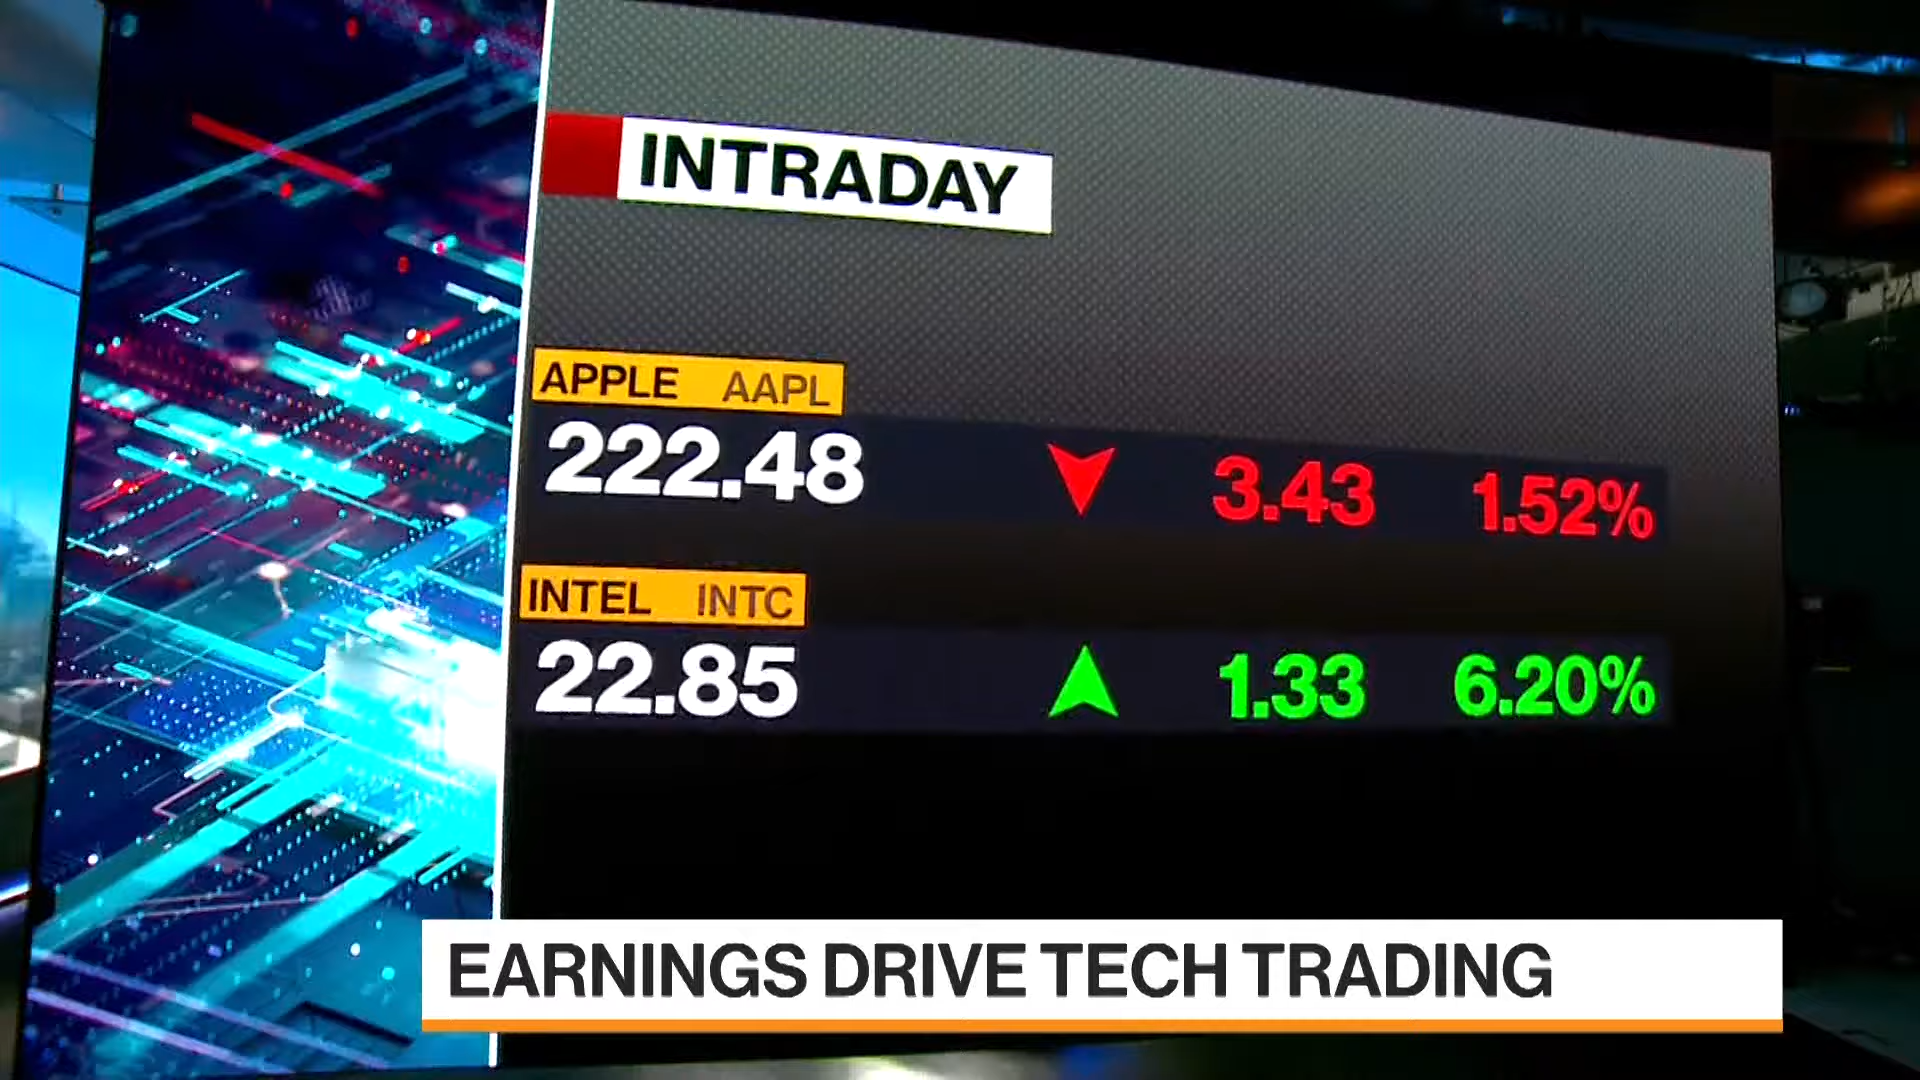 INTRADAY
APPLE AAPL
222.48 3.43 1.52%
INTEL INTC
22.85 1.33 6.20%
EARNINGS DRIVE TECH TRADING